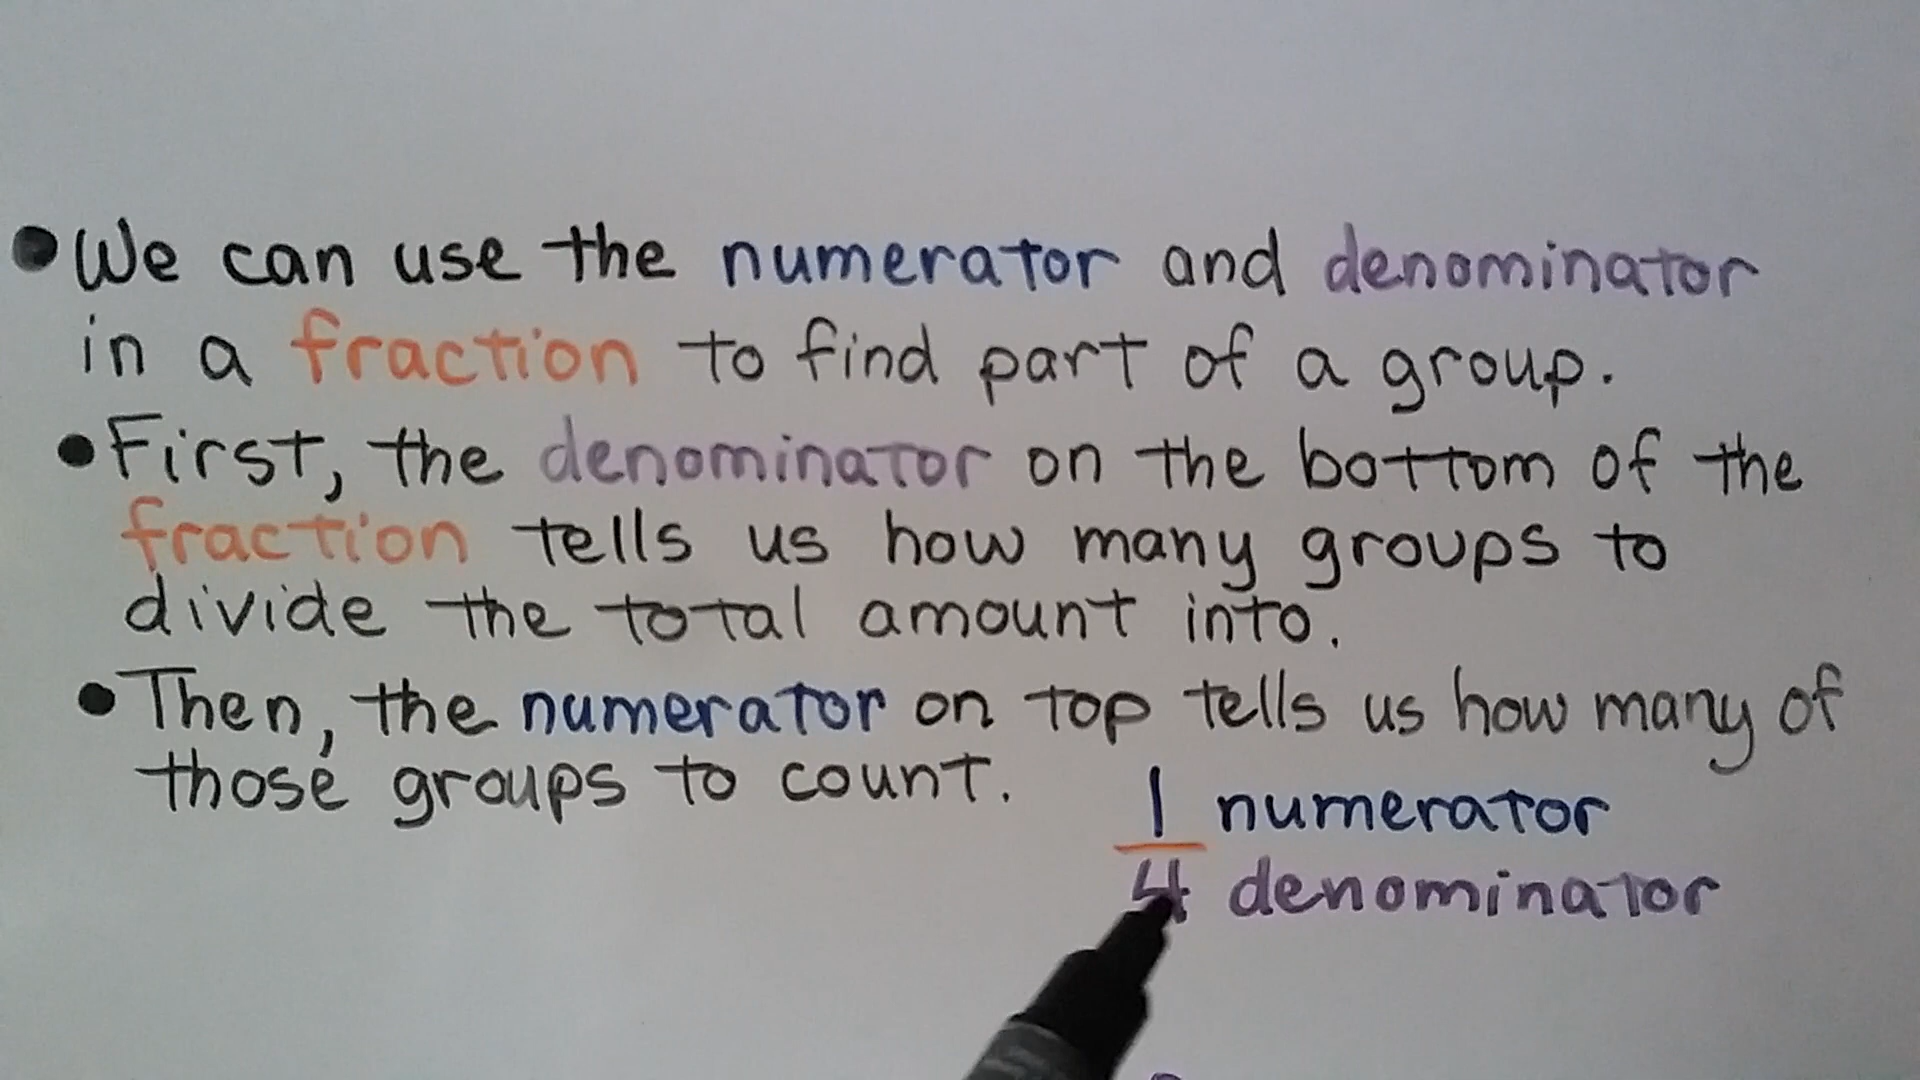 • We can use the numerator and denominator
in a fraction to find part of a group.
• First, the denominator on the bottom of the
fraction tells us how many groups to
divide the total amount into.
• Then, the numerator on top tells us how many of
those groups to count.
1 numerator
4 denominator